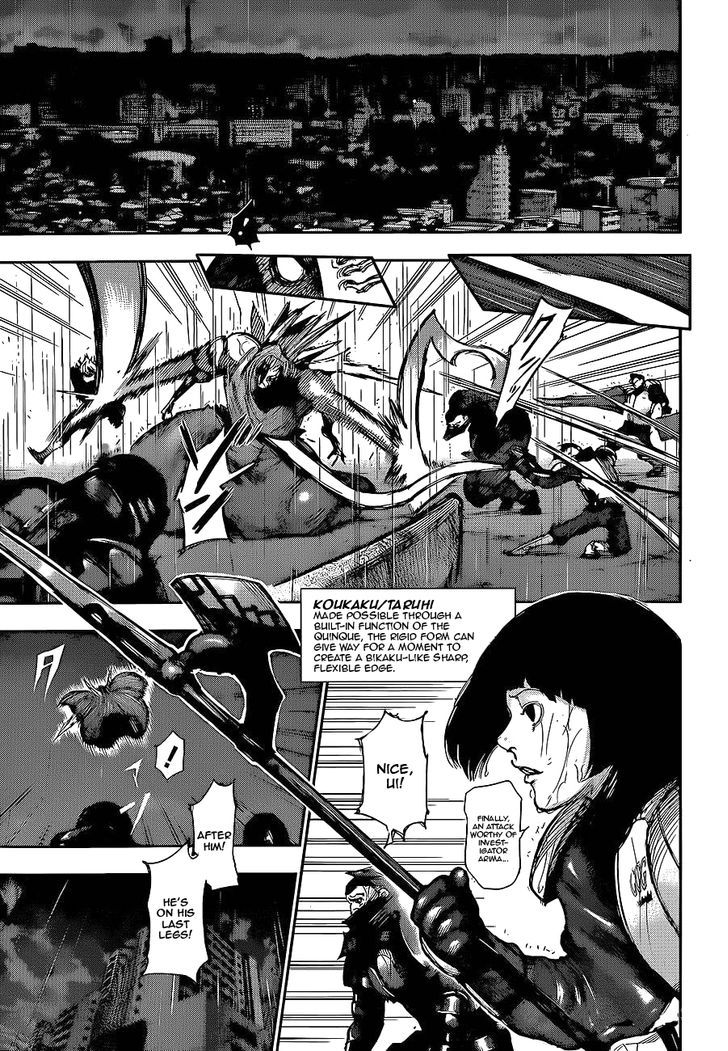 KOUKAKU/TARUHI
MADE POSSIBLE THROUGH A
BUILT-IN FUNCTION OF THE
QUINQUE, THE RIGID FORM CAN
GIVE WAY FOR A MOMENT TO
CREATE A BIKAKU-LIKE SHARP,
FLEXIBLE EDGE.
NICE,
UI!
FINALLY,
AN ATTACK
WORTHY OF
INVEST-
IGATOR
ARMA...
!
AFTER
HIM!
HE'S
ON HIS
LAST
LEGS!